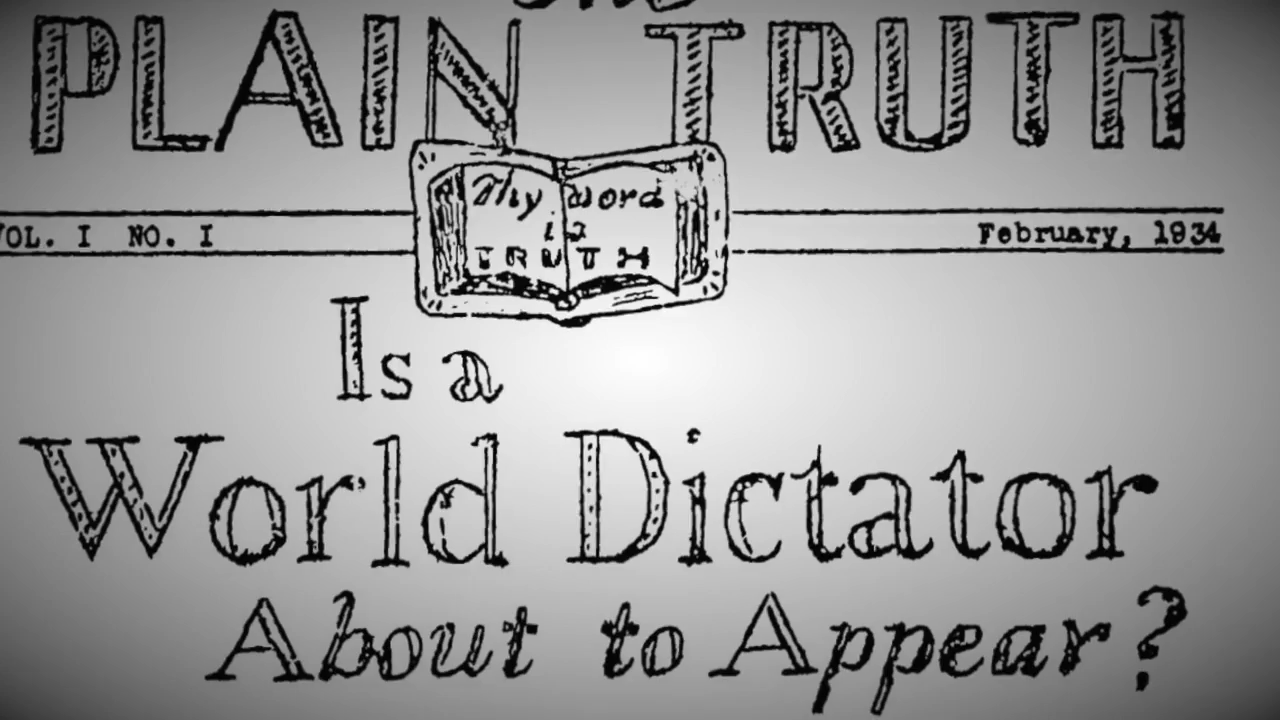 PLAIN TRUTH
Thy word
is
TRUTH
VOL. I NO. I
February, 1934
Is a
World Dictator
About to Appear?